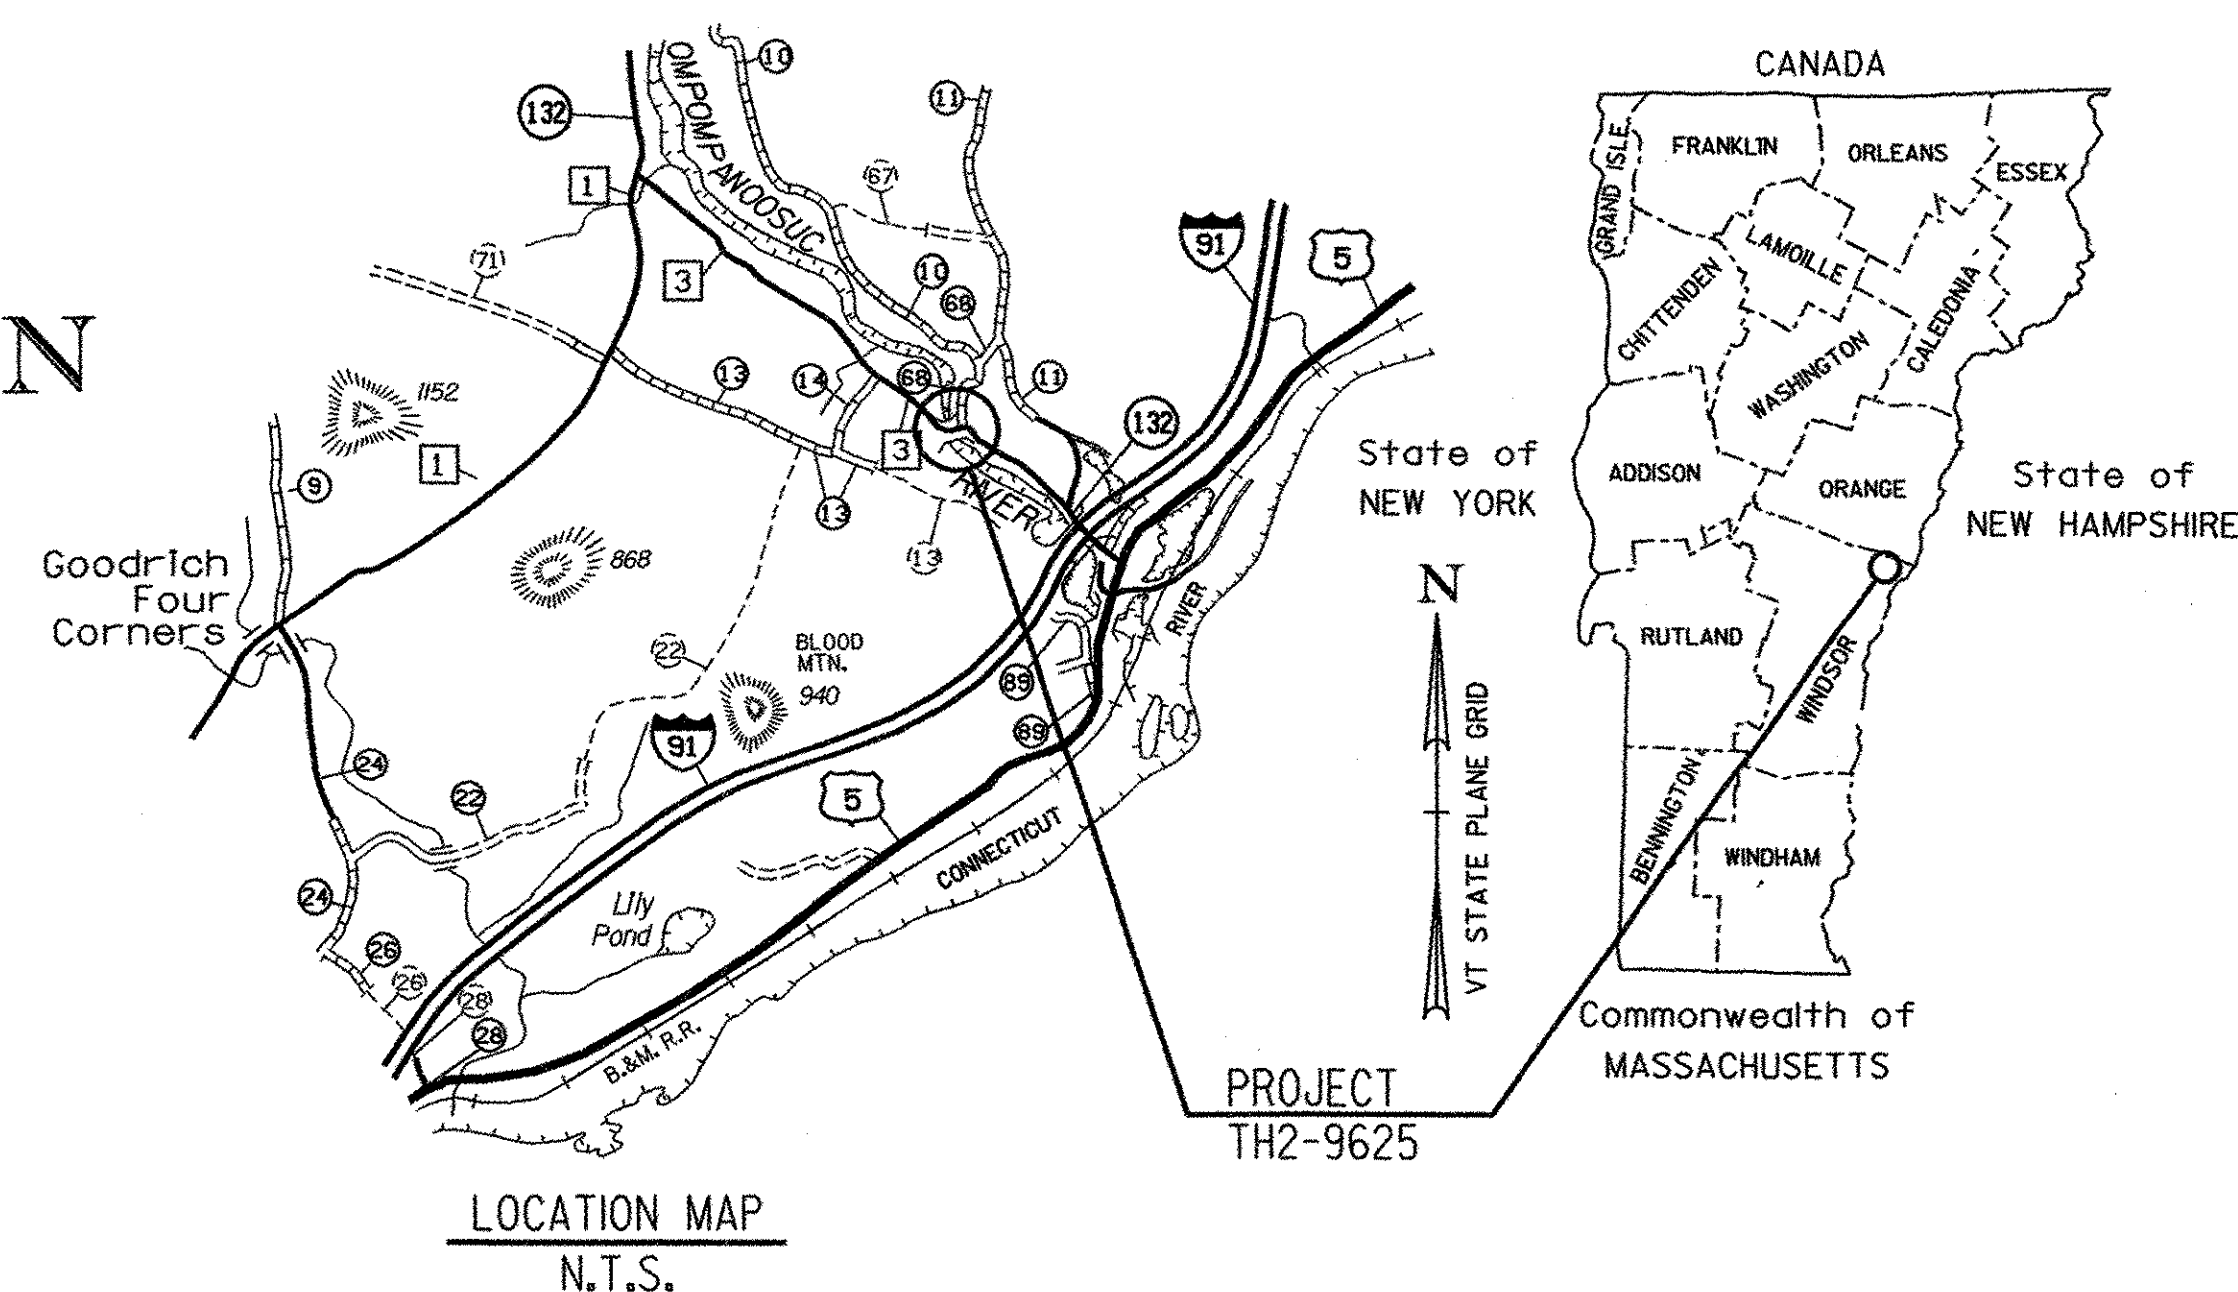 OMPOMPANOOSUC
10
11
132
1
67
71
3
10
68
91
5
N
1152
13
14
68
11
132
3
1
9
RIVER
13
13
868
Goodrich
Four
Corners
22
BLOOD
MTN.
940
RIVER
89
89
91
24
22
5
CONNECTICUT
24
Lily
Pond
26
26
28
28
B.&M. R.R.
LOCATION MAP
N.T.S.
PROJECT
TH2-9625
N
VT STATE PLANE GRID
CANADA
GRAND ISLE
FRANKLIN
ORLEANS
ESSEX
LAMOILLE
CHITTENDEN
CALEDONIA
WASHINGTON
State of
NEW YORK
ADDISON
ORANGE
State of
NEW HAMPSHIRE
RUTLAND
WINDSOR
BENNINGTON
WINDHAM
Commonwealth of
MASSACHUSETTS